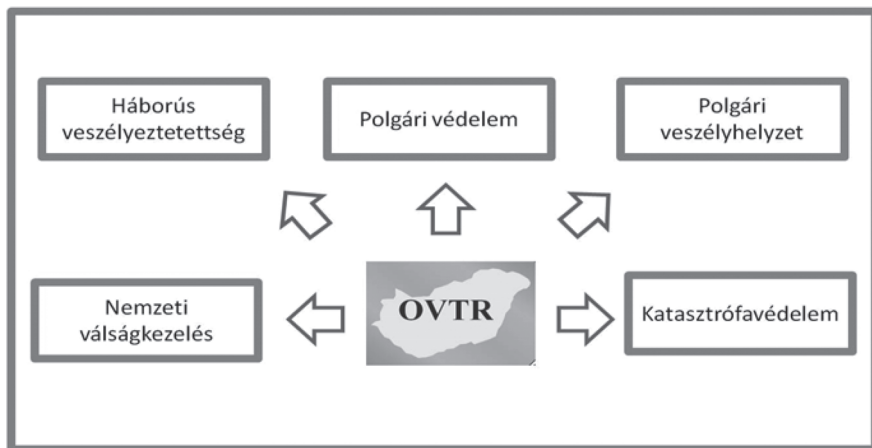 Háborús
veszélyeztetettség
Polgári védelem
Polgári
veszélyhelyzet
Nemzeti
válságkezelés
OVTR
Katasztrófavédelem